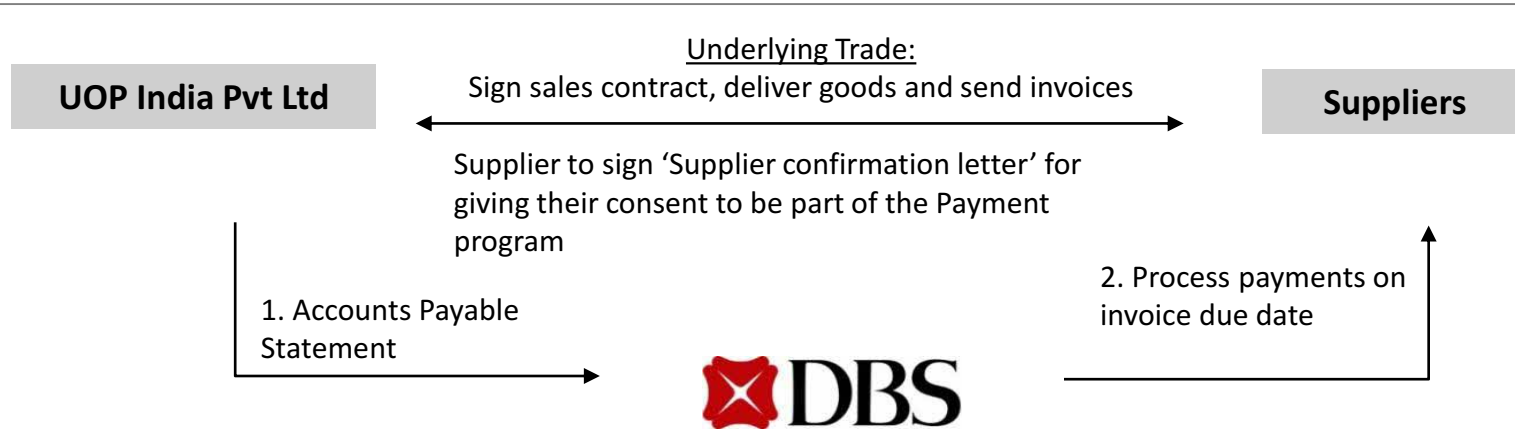 Underlying Trade:
UOP India Pvt Ltd
Sign sales contract, deliver goods and send invoices
Suppliers
Supplier to sign ‘Supplier confirmation letter’ for
giving their consent to be part of the Payment
program
1. Accounts Payable
Statement
2. Process payments on
invoice due date
DBS